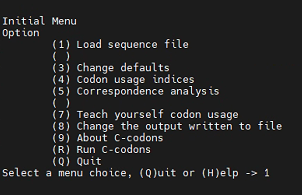 Initial Menu
Option
(1) Load sequence file
( )
(3) Change defaults
(4) Codon usage indices
(5) Correspondence analysis
( )
(7) Teach yourself codon usage
(8) Change the output written to file
(9) About C-codons
(R) Run C-codons
(Q) Quit
Select a menu choice, (Q)uit or (H)elp -> 1